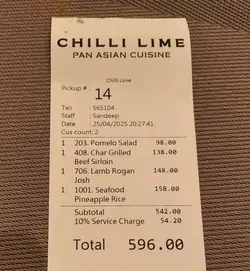 CHILLI LIME
PAN ASIAN CUISINE
Chilli Lime
Pickup # :
14
Txn : 565104
Staff : Sandeep
Date : 25/04/2025 20:27:41
Cus count: 2
1 203. Pomelo Salad 98.00
1 408. Char Grilled 138.00
Beef Sirloin
1 706. Lamb Rogan 148.00
Josh
1 1001. Seafood 158.00
Pineapple Rice
Subtotal 542.00
10% Service Charge 54.20
Total 596.00